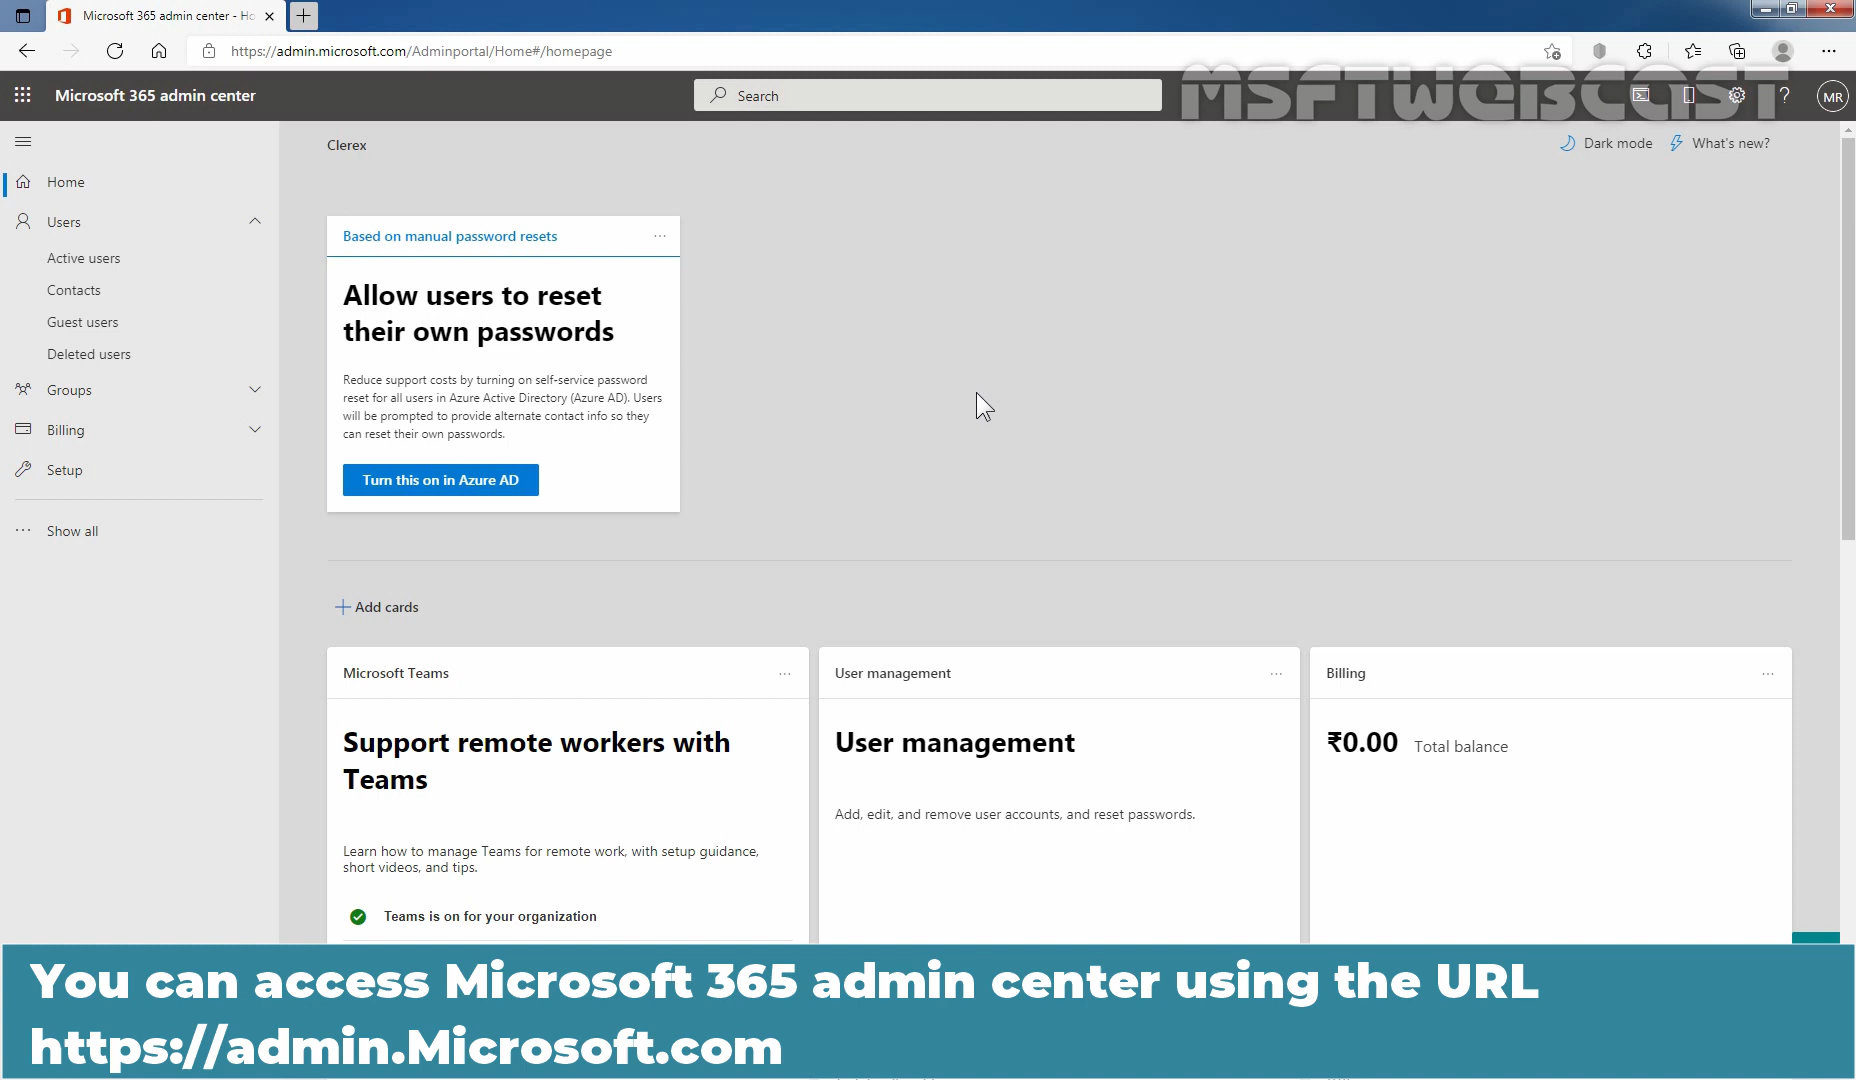 Microsoft 365 admin center - Ho
https://admin.microsoft.com/Adminportal/Home#/homepage
Microsoft 365 admin center
Search
MSFTWEBCAST
MR
Clerex
Dark mode
What's new?
Home
Users
Active users
Contacts
Guest users
Deleted users
Groups
Billing
Setup
Show all
Based on manual password resets
Allow users to reset
their own passwords
Reduce support costs by turning on self-service password
reset for all users in Azure Active Directory (Azure AD). Users
will be prompted to provide alternate contact info so they
can reset their own passwords.
Turn this on in Azure AD
Add cards
Microsoft Teams
Support remote workers with
Teams
Learn how to manage Teams for remote work, with setup guidance,
short videos, and tips.
Teams is on for your organization
User management
User management
Add, edit, and remove user accounts, and reset passwords.
Billing
₹0.00 Total balance
You can access Microsoft 365 admin center using the URL
https://admin.Microsoft.com